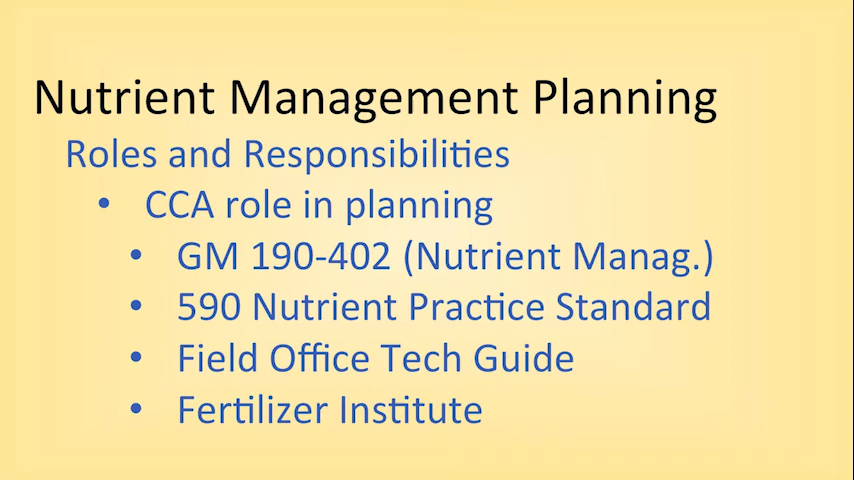 Nutrient Management Planning
Roles and Responsibilities
• CCA role in planning
• GM 190-402 (Nutrient Manag.)
• 590 Nutrient Practice Standard
• Field Office Tech Guide
• Fertilizer Institute